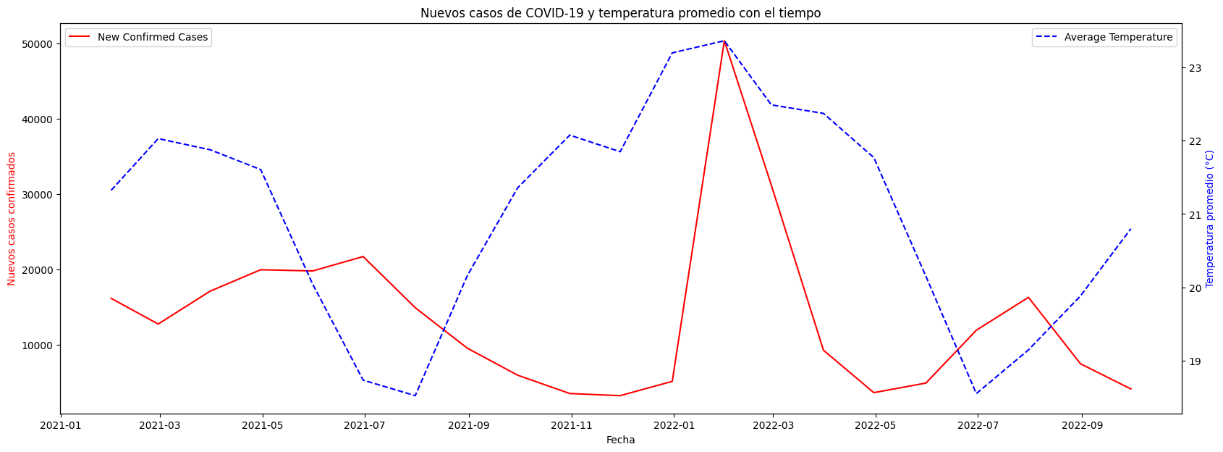 Nuevos casos de COVID-19 y temperatura promedio con el tiempo
New Confirmed Cases
Average Temperature
Nuevos casos confirmados
50000
40000
30000
20000
10000
Temperatura promedio (°C)
23
22
21
20
19
2021-01 2021-03 2021-05 2021-07 2021-09 2021-11 2022-01 2022-03 2022-05 2022-07 2022-09
Fecha